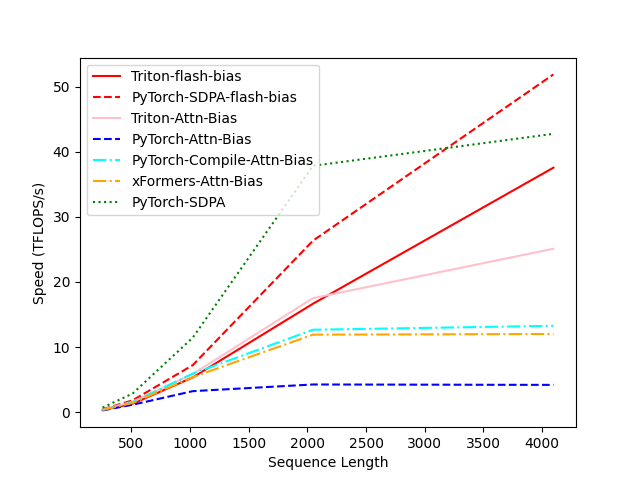 Triton-flash-bias
PyTorch-SDPA-flash-bias
Triton-Attn-Bias
PyTorch-Attn-Bias
PyTorch-Compile-Attn-Bias
xFormers-Attn-Bias
PyTorch-SDPA
Speed (TFLOPS/s)
50
40
30
20
10
0
500 1000 1500 2000 2500 3000 3500 4000
Sequence Length